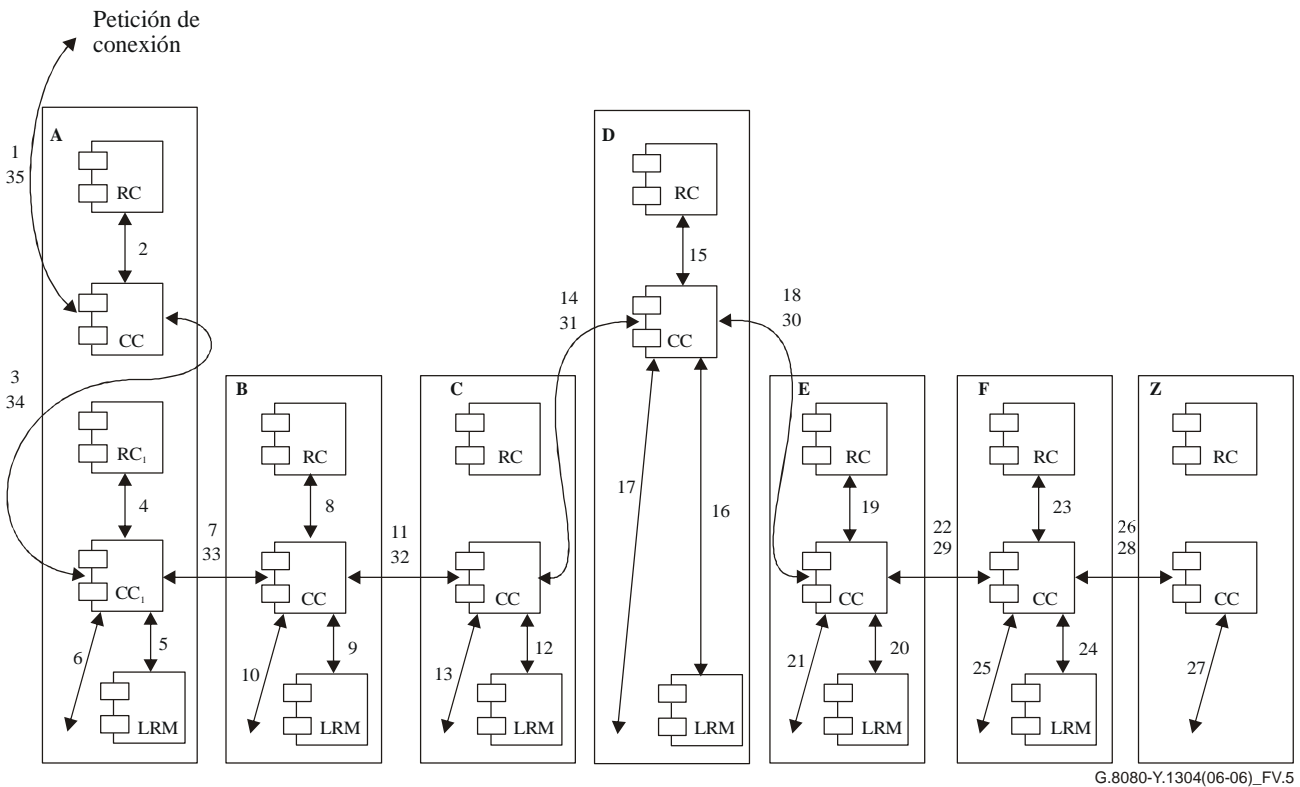 Petición de
conexión
A
D
1
35
RC
RC
2
15
14
31
18
30
CC
CC
3
34
B
C
E
F
Z
RC₁
RC
RC
RC
RC
RC
17
16
4
8
19
23
7
33
11
32
22
29
26
28
CC₁
CC
CC
CC
CC
CC
6
5
10
9
13
12
21
20
25
24
27
LRM
LRM
LRM
LRM
LRM
LRM
G.8080-Y.1304(06-06)_FV.5